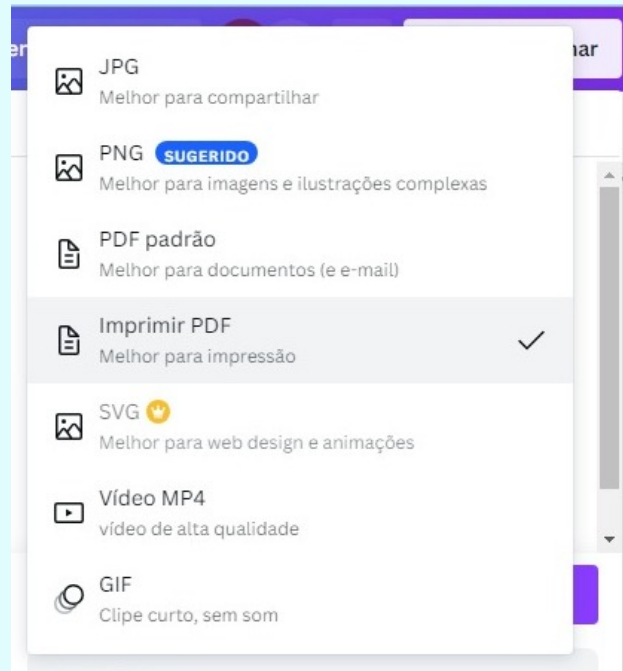 er
har
JPG
Melhor para compartilhar
PNG SUGERIDO
Melhor para imagens e ilustrações complexas
PDF padrão
Melhor para documentos (e e-mail)
Imprimir PDF
Melhor para impressão
SVG
Melhor para web design e animações
Vídeo MP4
vídeo de alta qualidade
GIF
Clipe curto, sem som